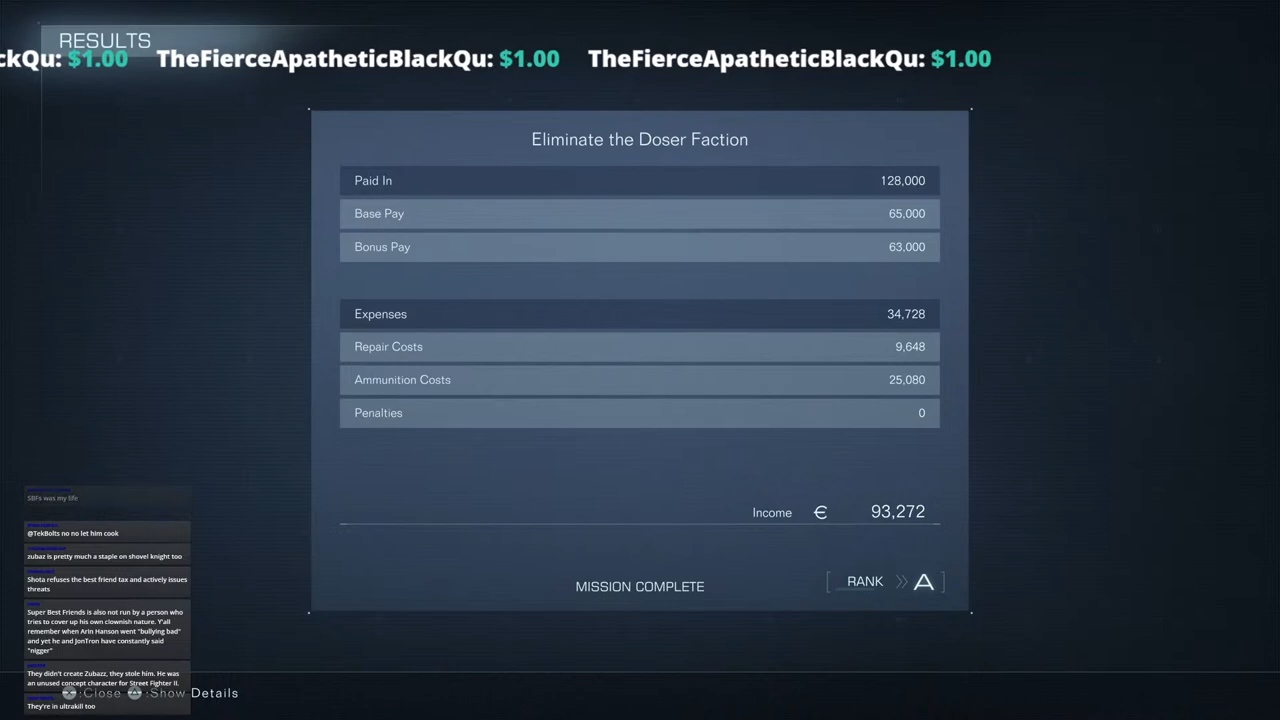 RESULTS
ckQu: $1.00 TheFierceApatheticBlackQu: $1.00 TheFierceApatheticBlackQu: $1.00
Eliminate the Doser Faction
Paid In 128,000
Base Pay 65,000
Bonus Pay 63,000
Expenses 34,728
Repair Costs 9,648
Ammunition Costs 25,080
Penalties 0
Income € 93,272
MISSION COMPLETE
RANK A
SBFs was my life
@TekBolts no no let him cook
zubaz is pretty much a staple on shovel knight too
Shota refuses the best friend tax and actively issues
threats
Super Best Friends is also not run by a person who
tries to cover up his own clownish nature. Y'all
remember when Arin Hanson went "bullying bad"
and yet he and JonTron have constantly said
"nigger"
They didn't create Zubazz, they stole him. He was
an unused concept character for Street Fighter II.
They're in ultrakill too
:Close :Show Details